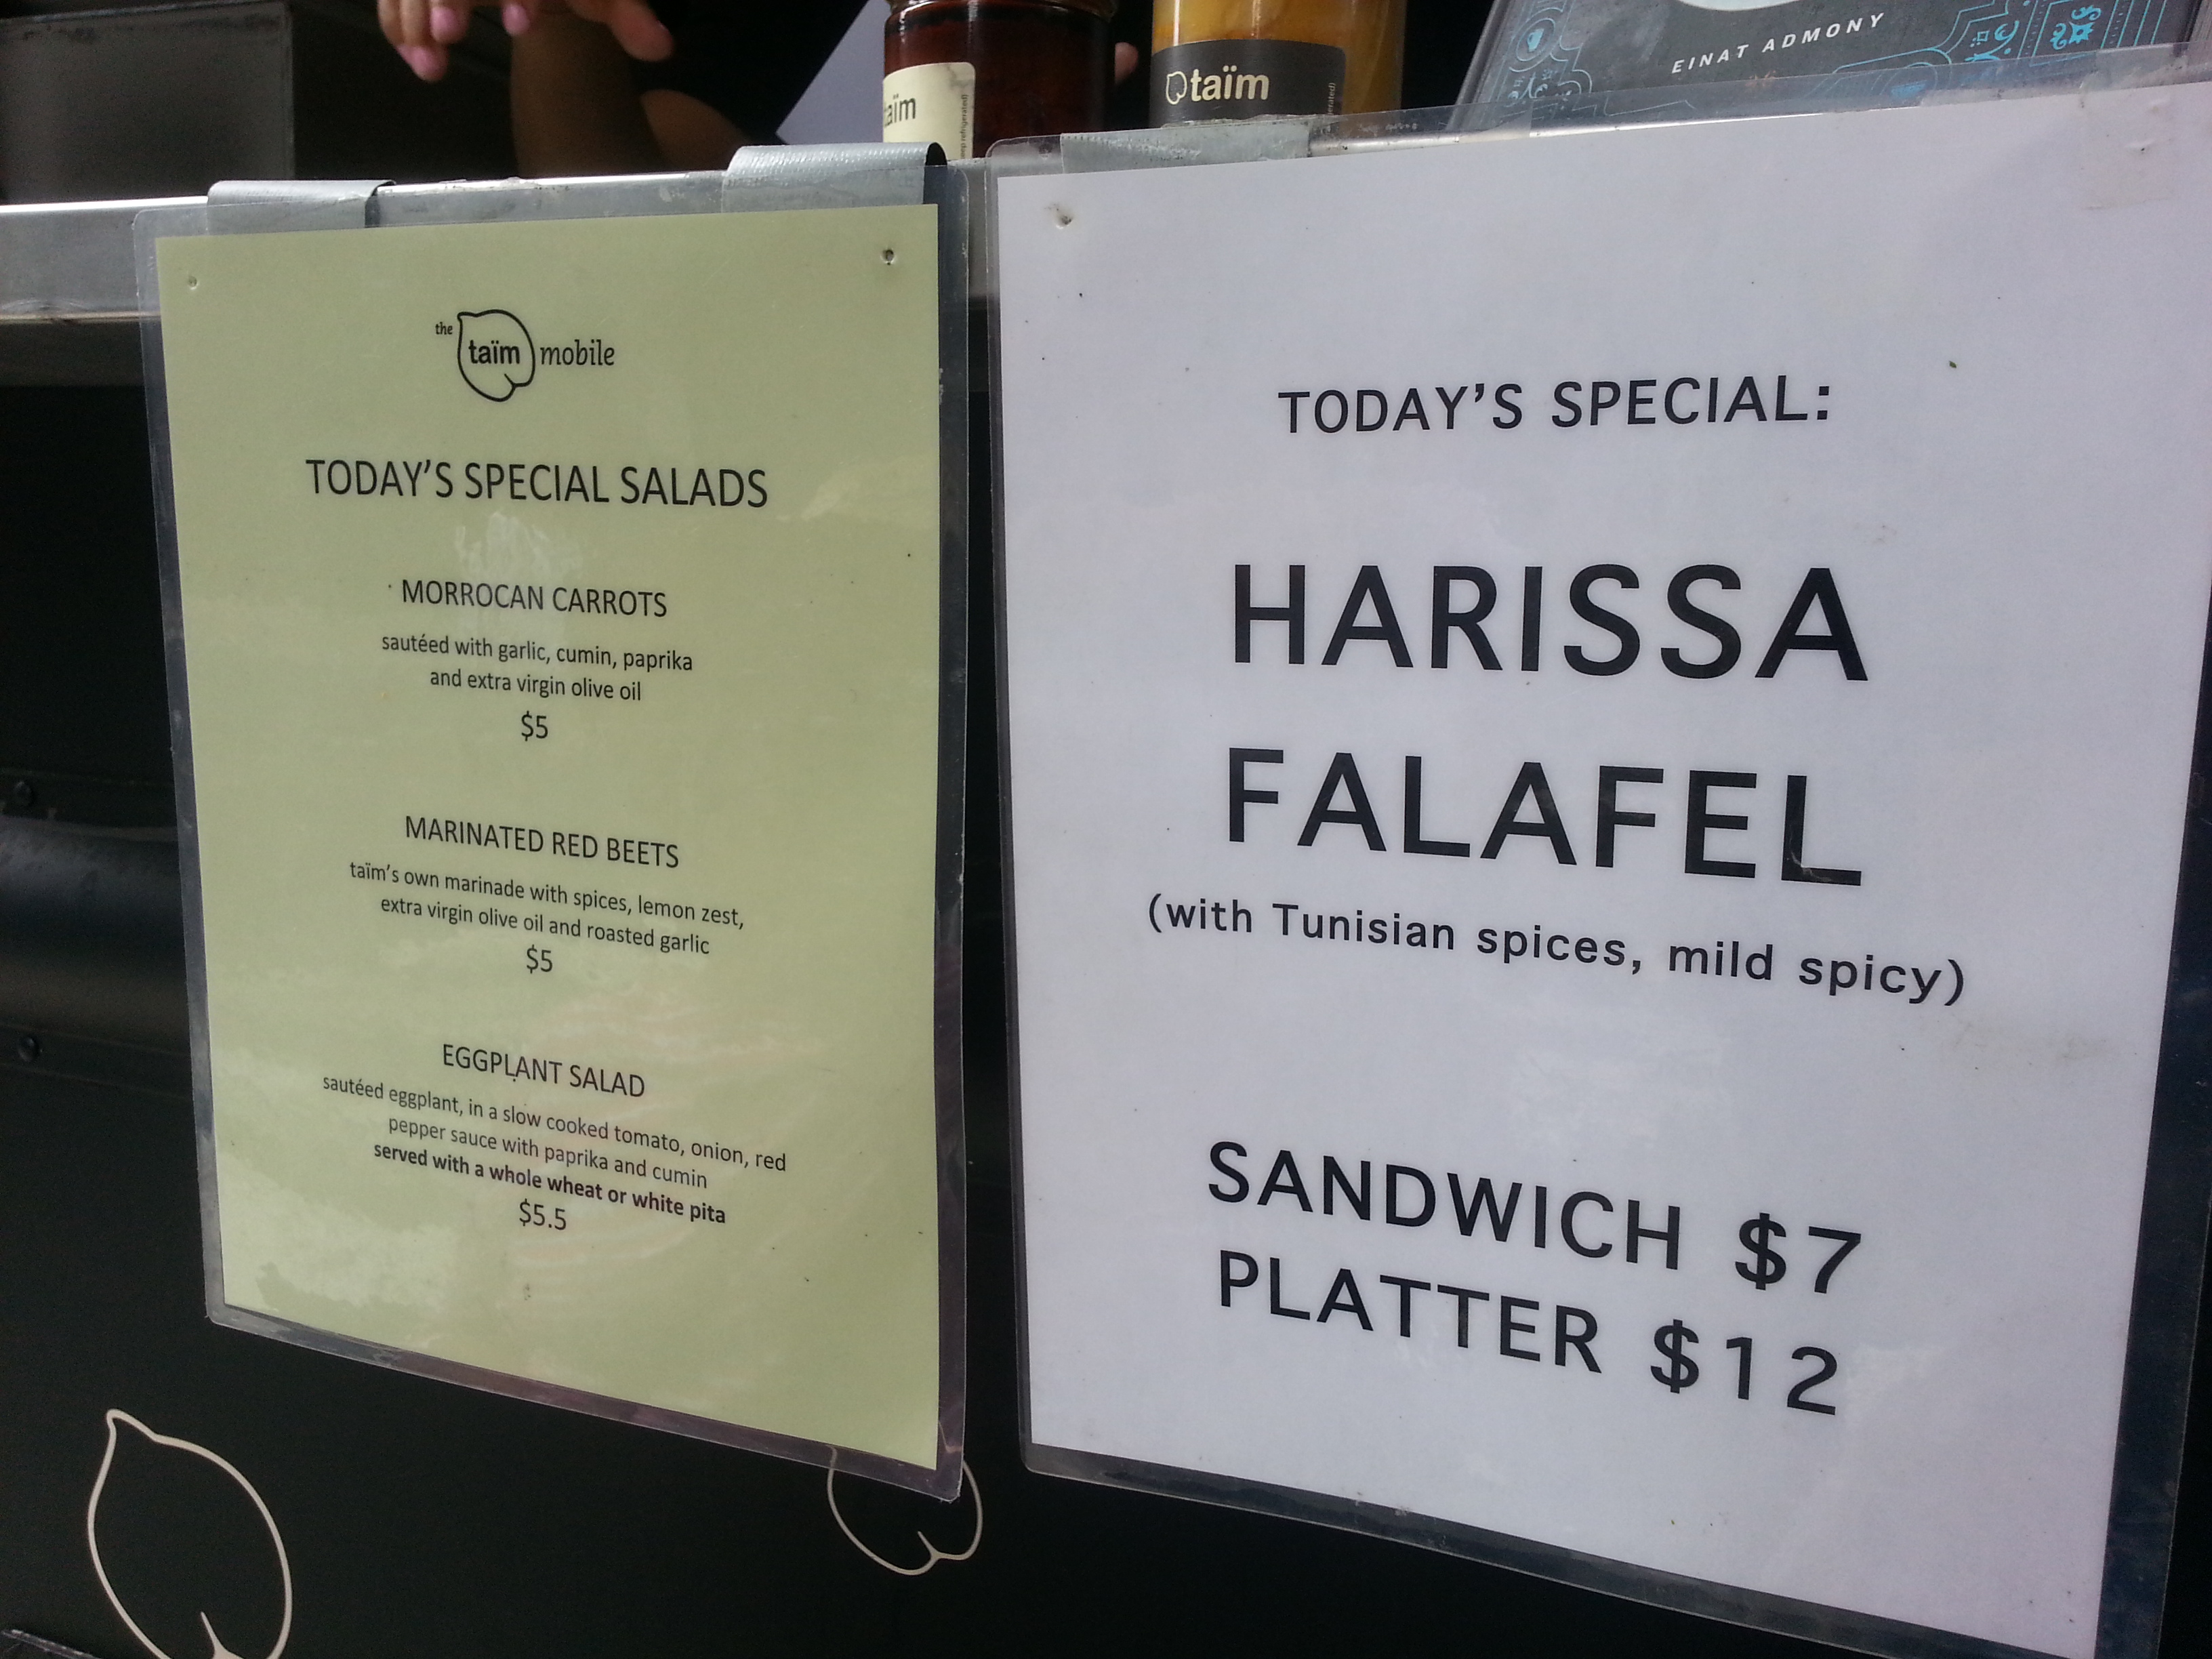 taïm
taïm
EINAT ADMONY
the taïm mobile
TODAY'S SPECIAL SALADS
MORROCAN CARROTS
sautéed with garlic, cumin, paprika
and extra virgin olive oil
$5
MARINATED RED BEETS
taïm's own marinade with spices, lemon zest,
extra virgin olive oil and roasted garlic
$5
EGGPLANT SALAD
sautéed eggplant, in a slow cooked tomato, onion, red
pepper sauce with paprika and cumin
served with a whole wheat or white pita
$5.5
TODAY'S SPECIAL:
HARISSA
FALAFEL
(with Tunisian spices, mild spicy)
SANDWICH $7
PLATTER $12